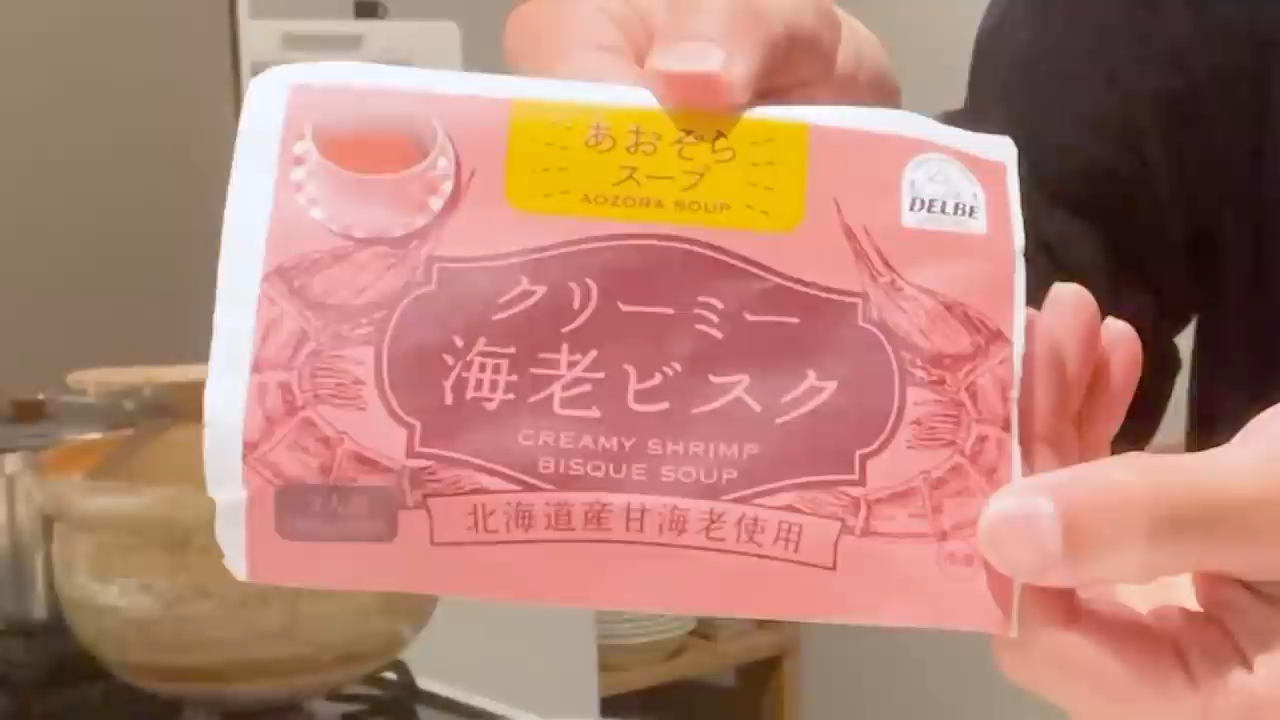 あおぞら
スープ
AOZORA SOUP
DELBE
クリーミー
海老ビスク
CREAMY SHRIMP
BISQUE SOUP
北海道産甘海老使用